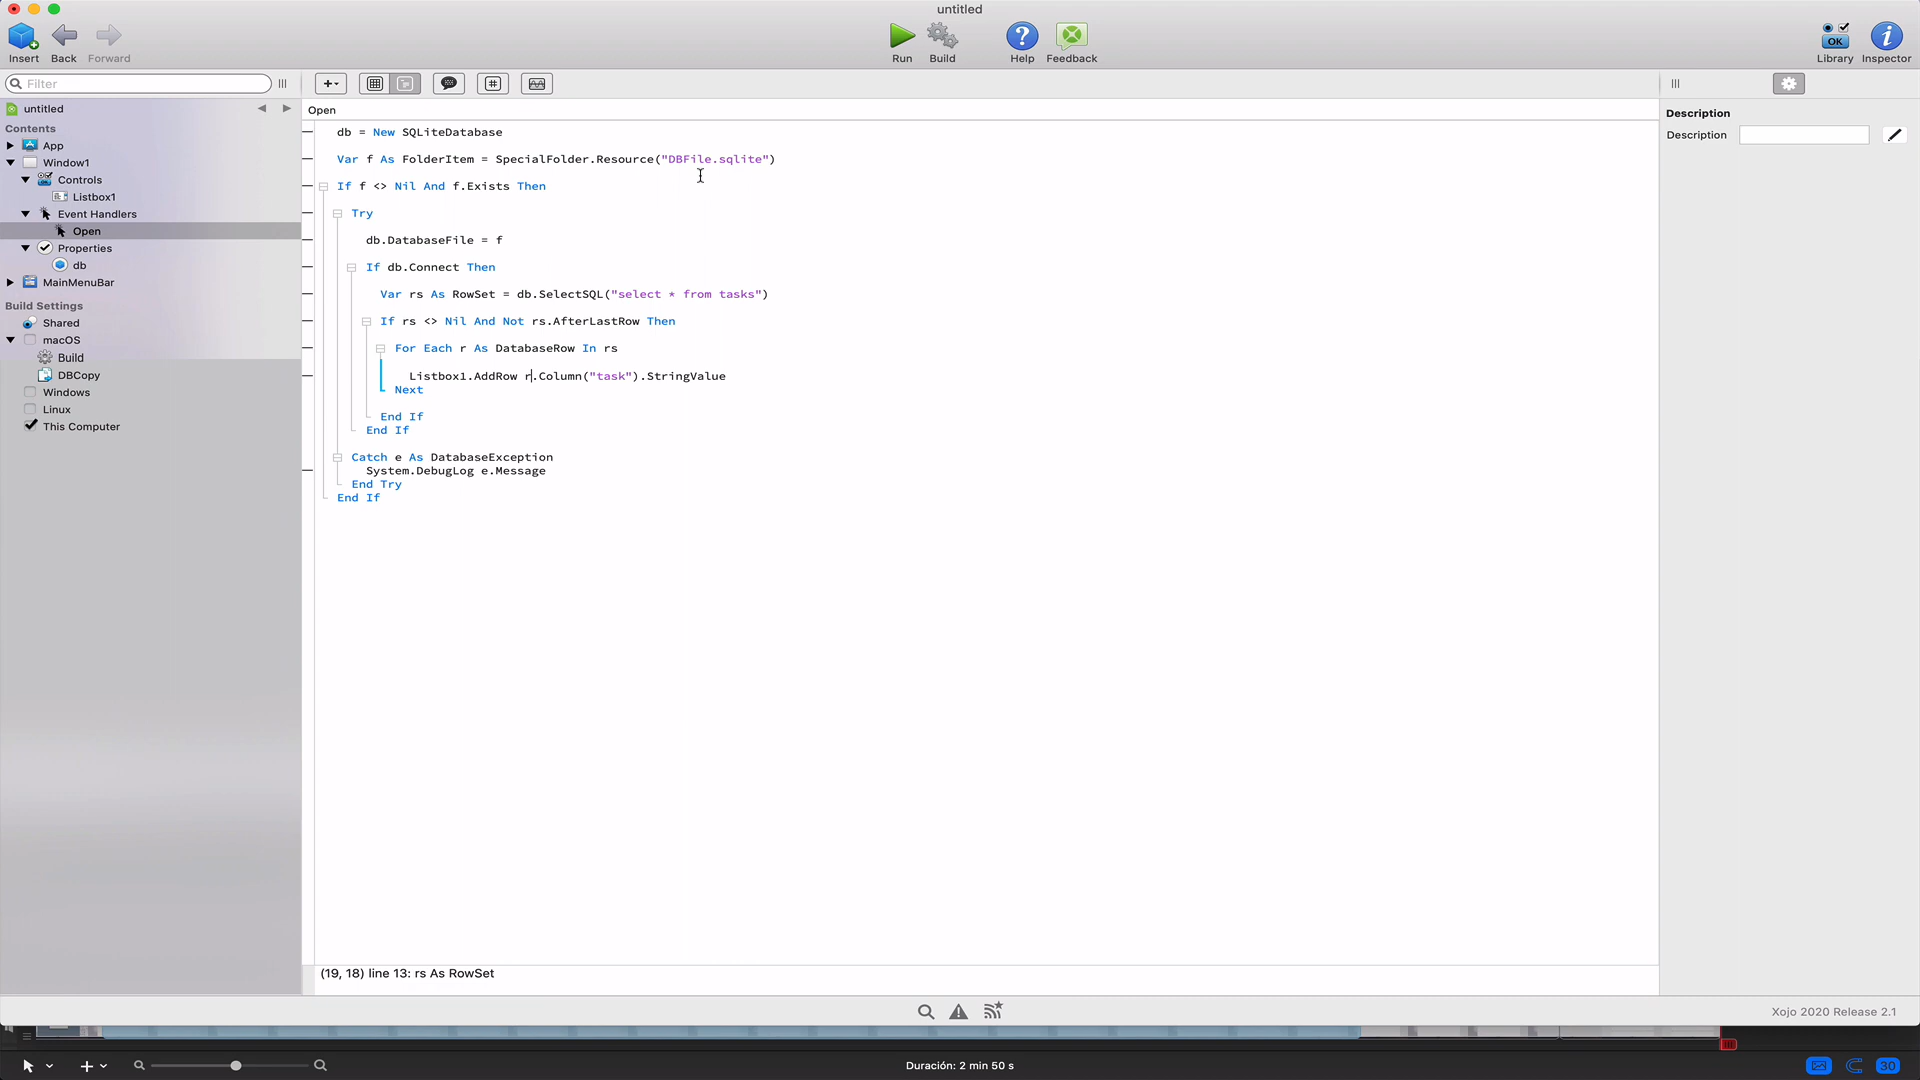 untitled
Insert
Back
Forward
Run
Build
Help
Feedback
OK
Library
Inspector
Filter
untitled
Contents
App
Window1
Controls
Listbox1
Event Handlers
Open
Properties
db
MainMenuBar
Build Settings
Shared
macOS
Build
DBCopy
Windows
Linux
This Computer
Open
db = New SQLiteDatabase
Var f As FolderItem = SpecialFolder.Resource("DBFile.sqlite")
If f <> Nil And f.Exists Then
Try
db.DatabaseFile = f
If db.Connect Then
Var rs As RowSet = db.SelectSQL("select * from tasks")
If rs <> Nil And Not rs.AfterLastRow Then
For Each r As DatabaseRow In rs
Listbox1.AddRow r.Column("task").StringValue
Next
End If
End If
Catch e As DatabaseException
System.DebugLog e.Message
End Try
End If
(19, 18) line 13: rs As RowSet
Description
Description
Xojo 2020 Release 2.1
Duración: 2 min 50 s
30